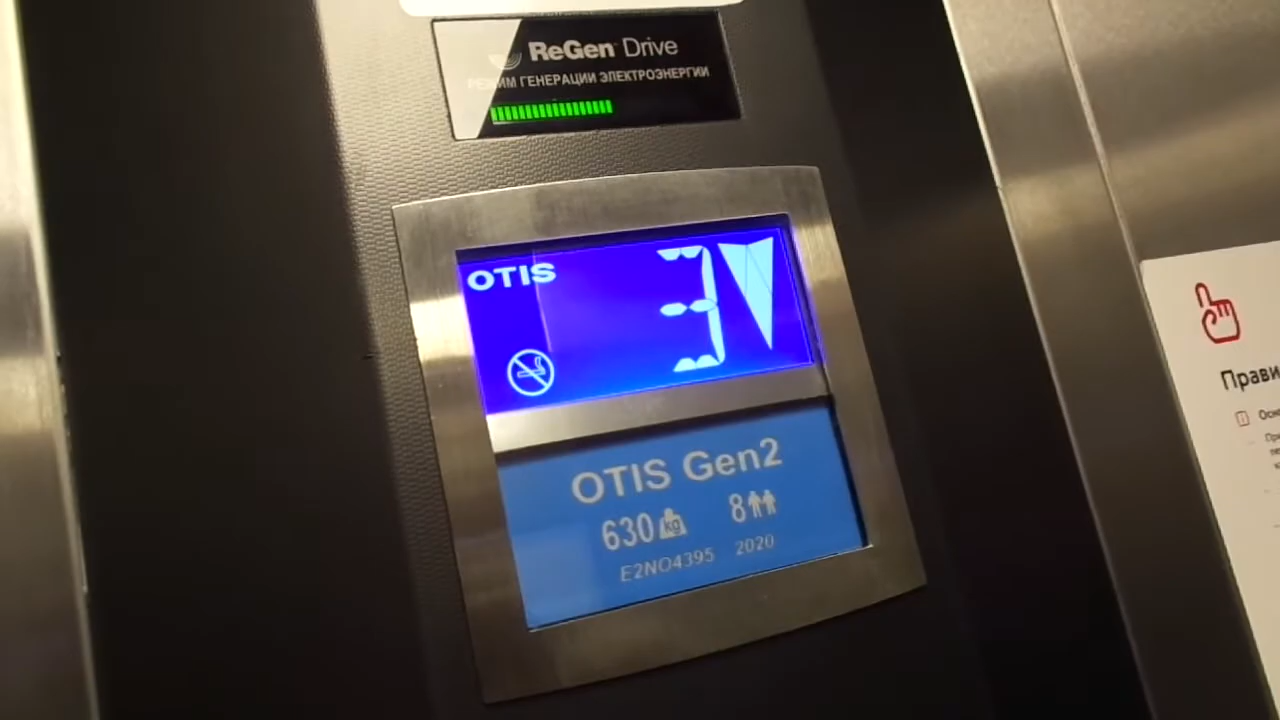 ReGen Drive
РЕЖИМ ГЕНЕРАЦИИ ЭЛЕКТРОЭНЕРГИИ
OTIS
3
OTIS Gen2
630 kg 8
E2NO4395 2020
Прави